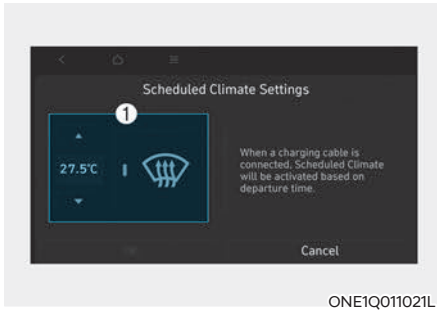 Scheduled Climate Settings
1
27.5°C
When a charging cable is
connected, Scheduled Climate
will be activated based on
departure time.
Cancel
ONE1Q011021L